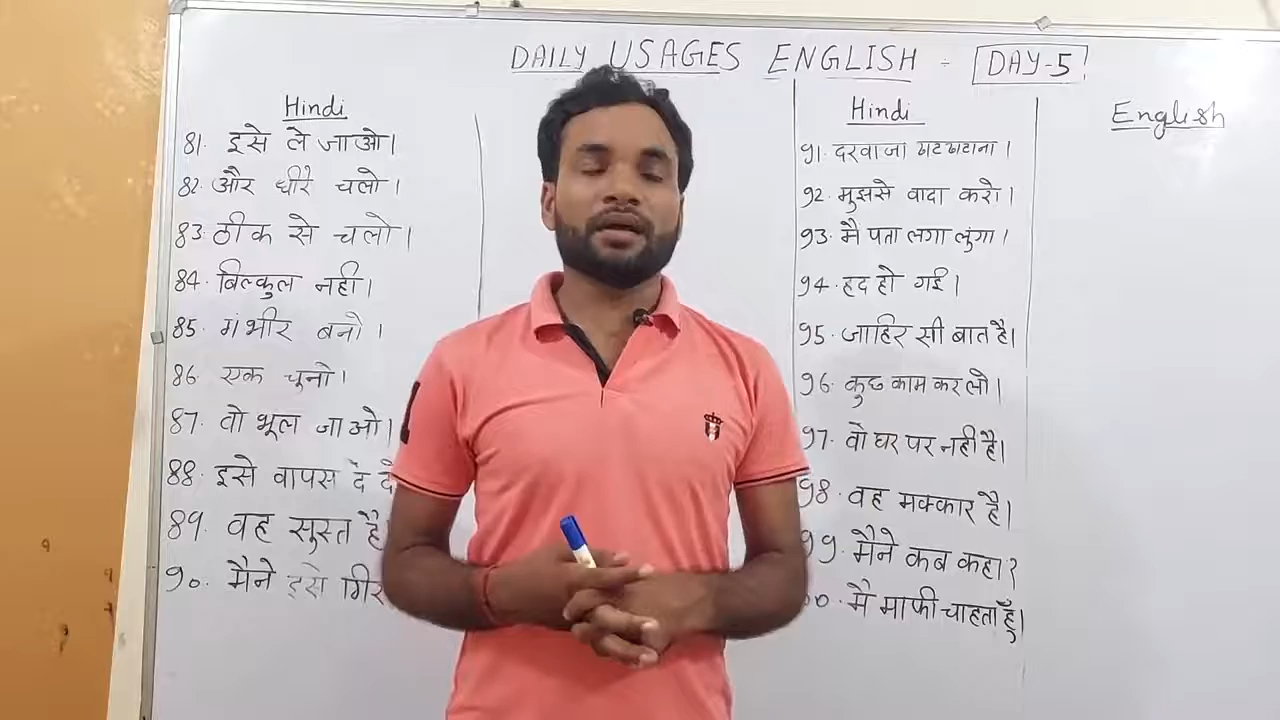 DAILY USAGES ENGLISH - DAY-5
Hindi
81. इसे ले जाओ।
82. और धीरे चलो।
83. ठीक से चलो।
84. बिल्कुल नही।
85. गंभीर बनो।
86. एक चुनो।
87. तो भूल जाओ।
88. इसे वापस दे
89. वह सुस्त है
90. मैने इसे
Hindi
91. दरवाजा खटखटाना।
92. मुझसे वादा करो।
93. मै पता लगा लुंगा।
94. हद हो गई।
95. जाहिर सी बात है।
96. कुछ काम कर लो।
97. वो घर पर नही है।
98. वह मक्कार है।
99. मैने कब कहा?
मै माफी चाहता हूँ।
English